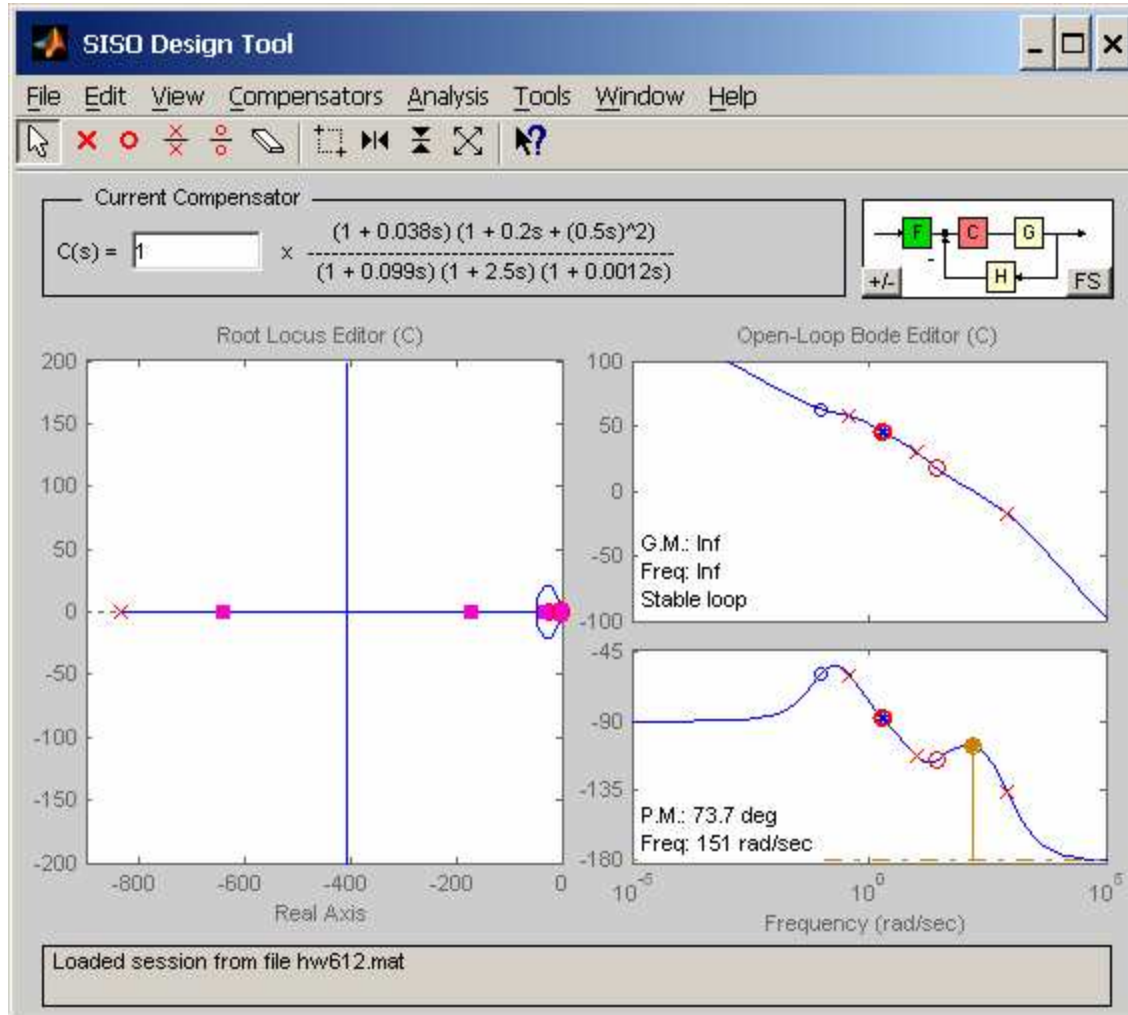 SISO Design Tool
File Edit View Compensators Analysis Tools Window Help
Current Compensator
C(s) = 1 x (1 + 0.038s) (1 + 0.2s + (0.5s)^2)
(1 + 0.099s) (1 + 2.5s) (1 + 0.0012s)
F C G
-
H
+/- FS
Root Locus Editor (C)
200
150
100
50
0
-50
-100
-150
-200
-800 -600 -400 -200 0
Real Axis
Open-Loop Bode Editor (C)
100
50
0
-50
-100
G.M.: Inf
Freq: Inf
Stable loop
-45
-90
-135
-180
P.M.: 73.7 deg
Freq: 151 rad/sec
10^-5 10^0 10^5
Frequency (rad/sec)
Loaded session from file hw612.mat